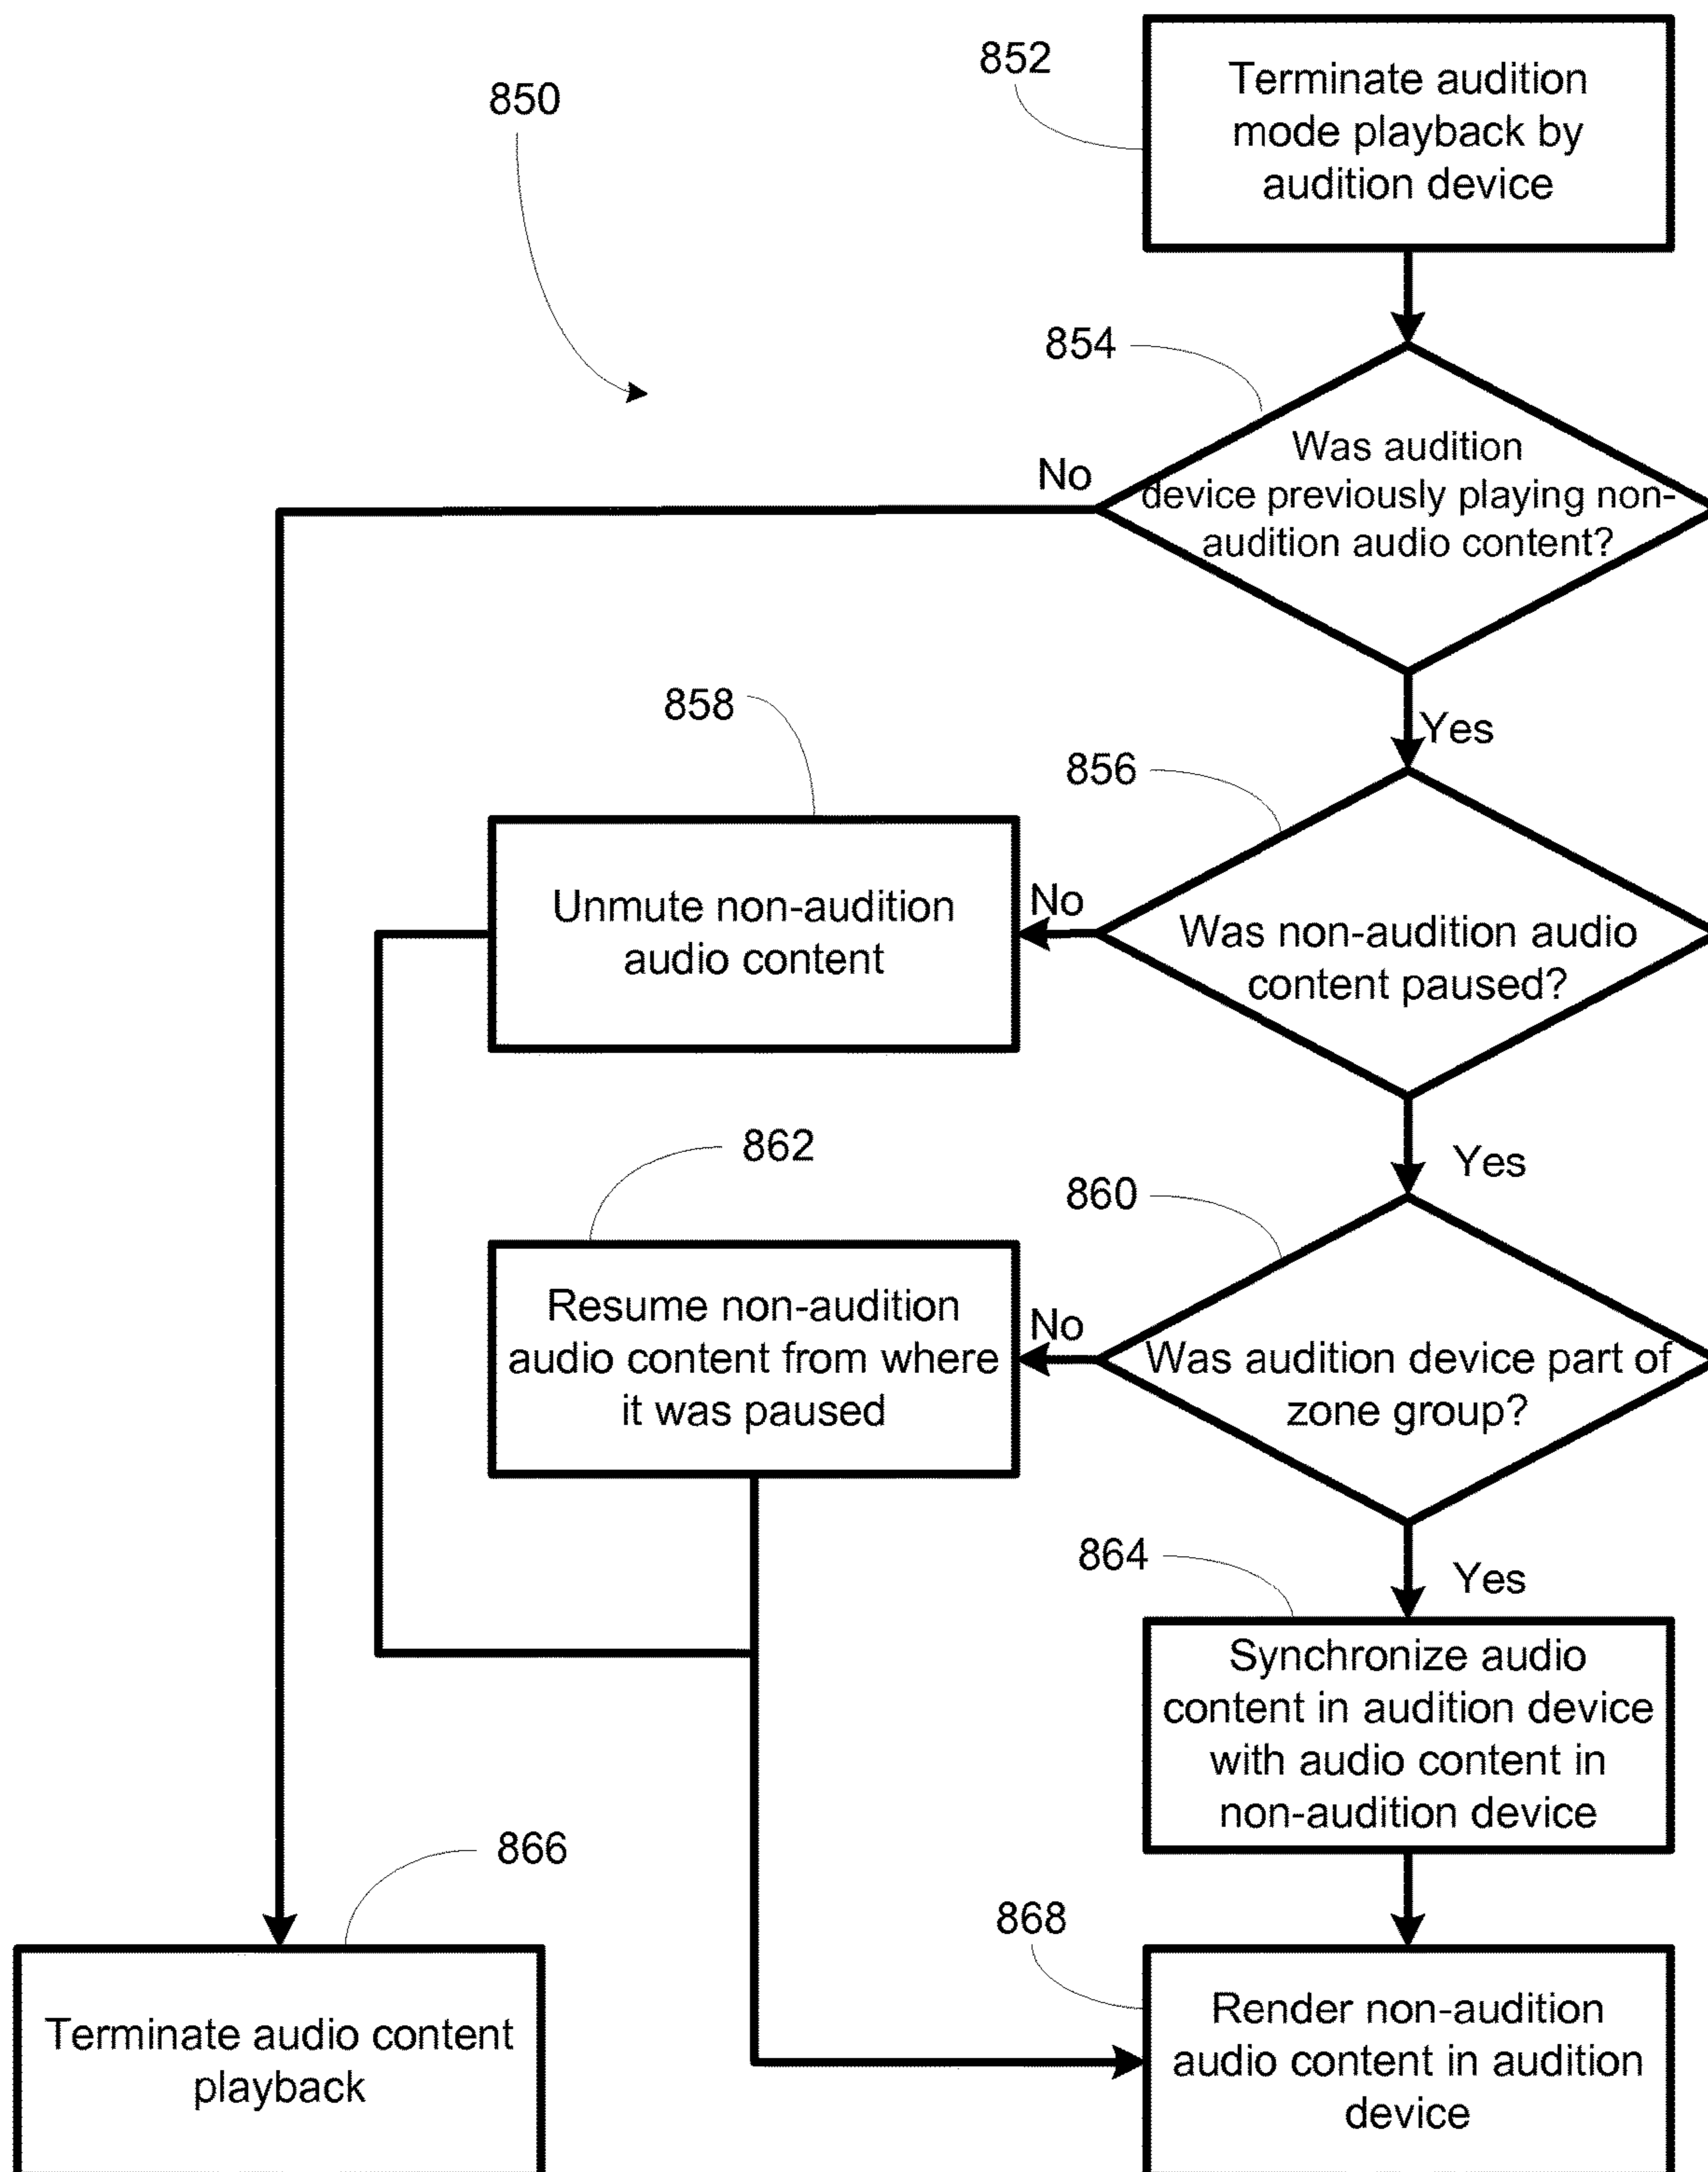 852
Terminate audition
mode playback by
audition device
850
854
Was audition
device previously playing non-
audition audio content?
No
Yes
858
856
Unmute non-audition
audio content
No
Was non-audition audio
content paused?
Yes
862
860
Resume non-audition
audio content from where
it was paused
No
Was audition device part of
zone group?
Yes
864
Synchronize audio
content in audition device
with audio content in
non-audition device
866
868
Terminate audio content
playback
Render non-audition
audio content in audition
device